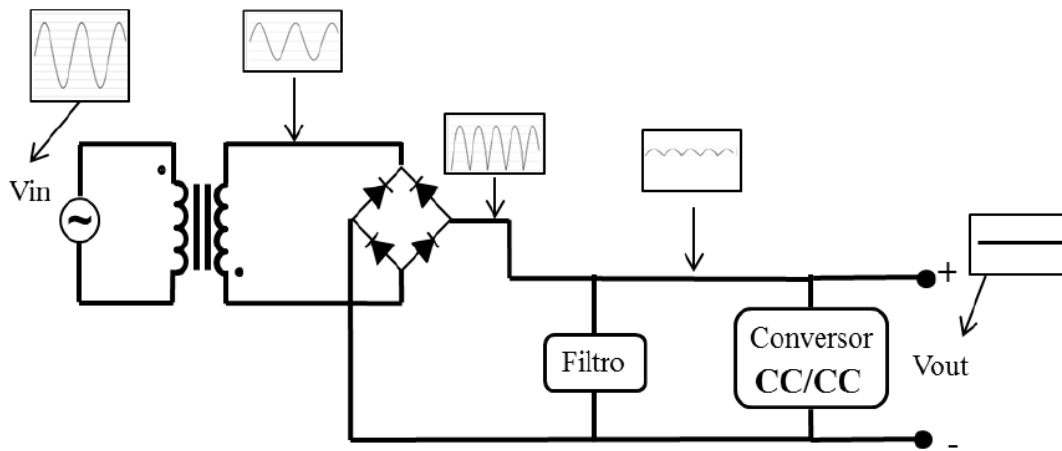 Vin
+
Filtro
Conversor
CC/CC
Vout
-